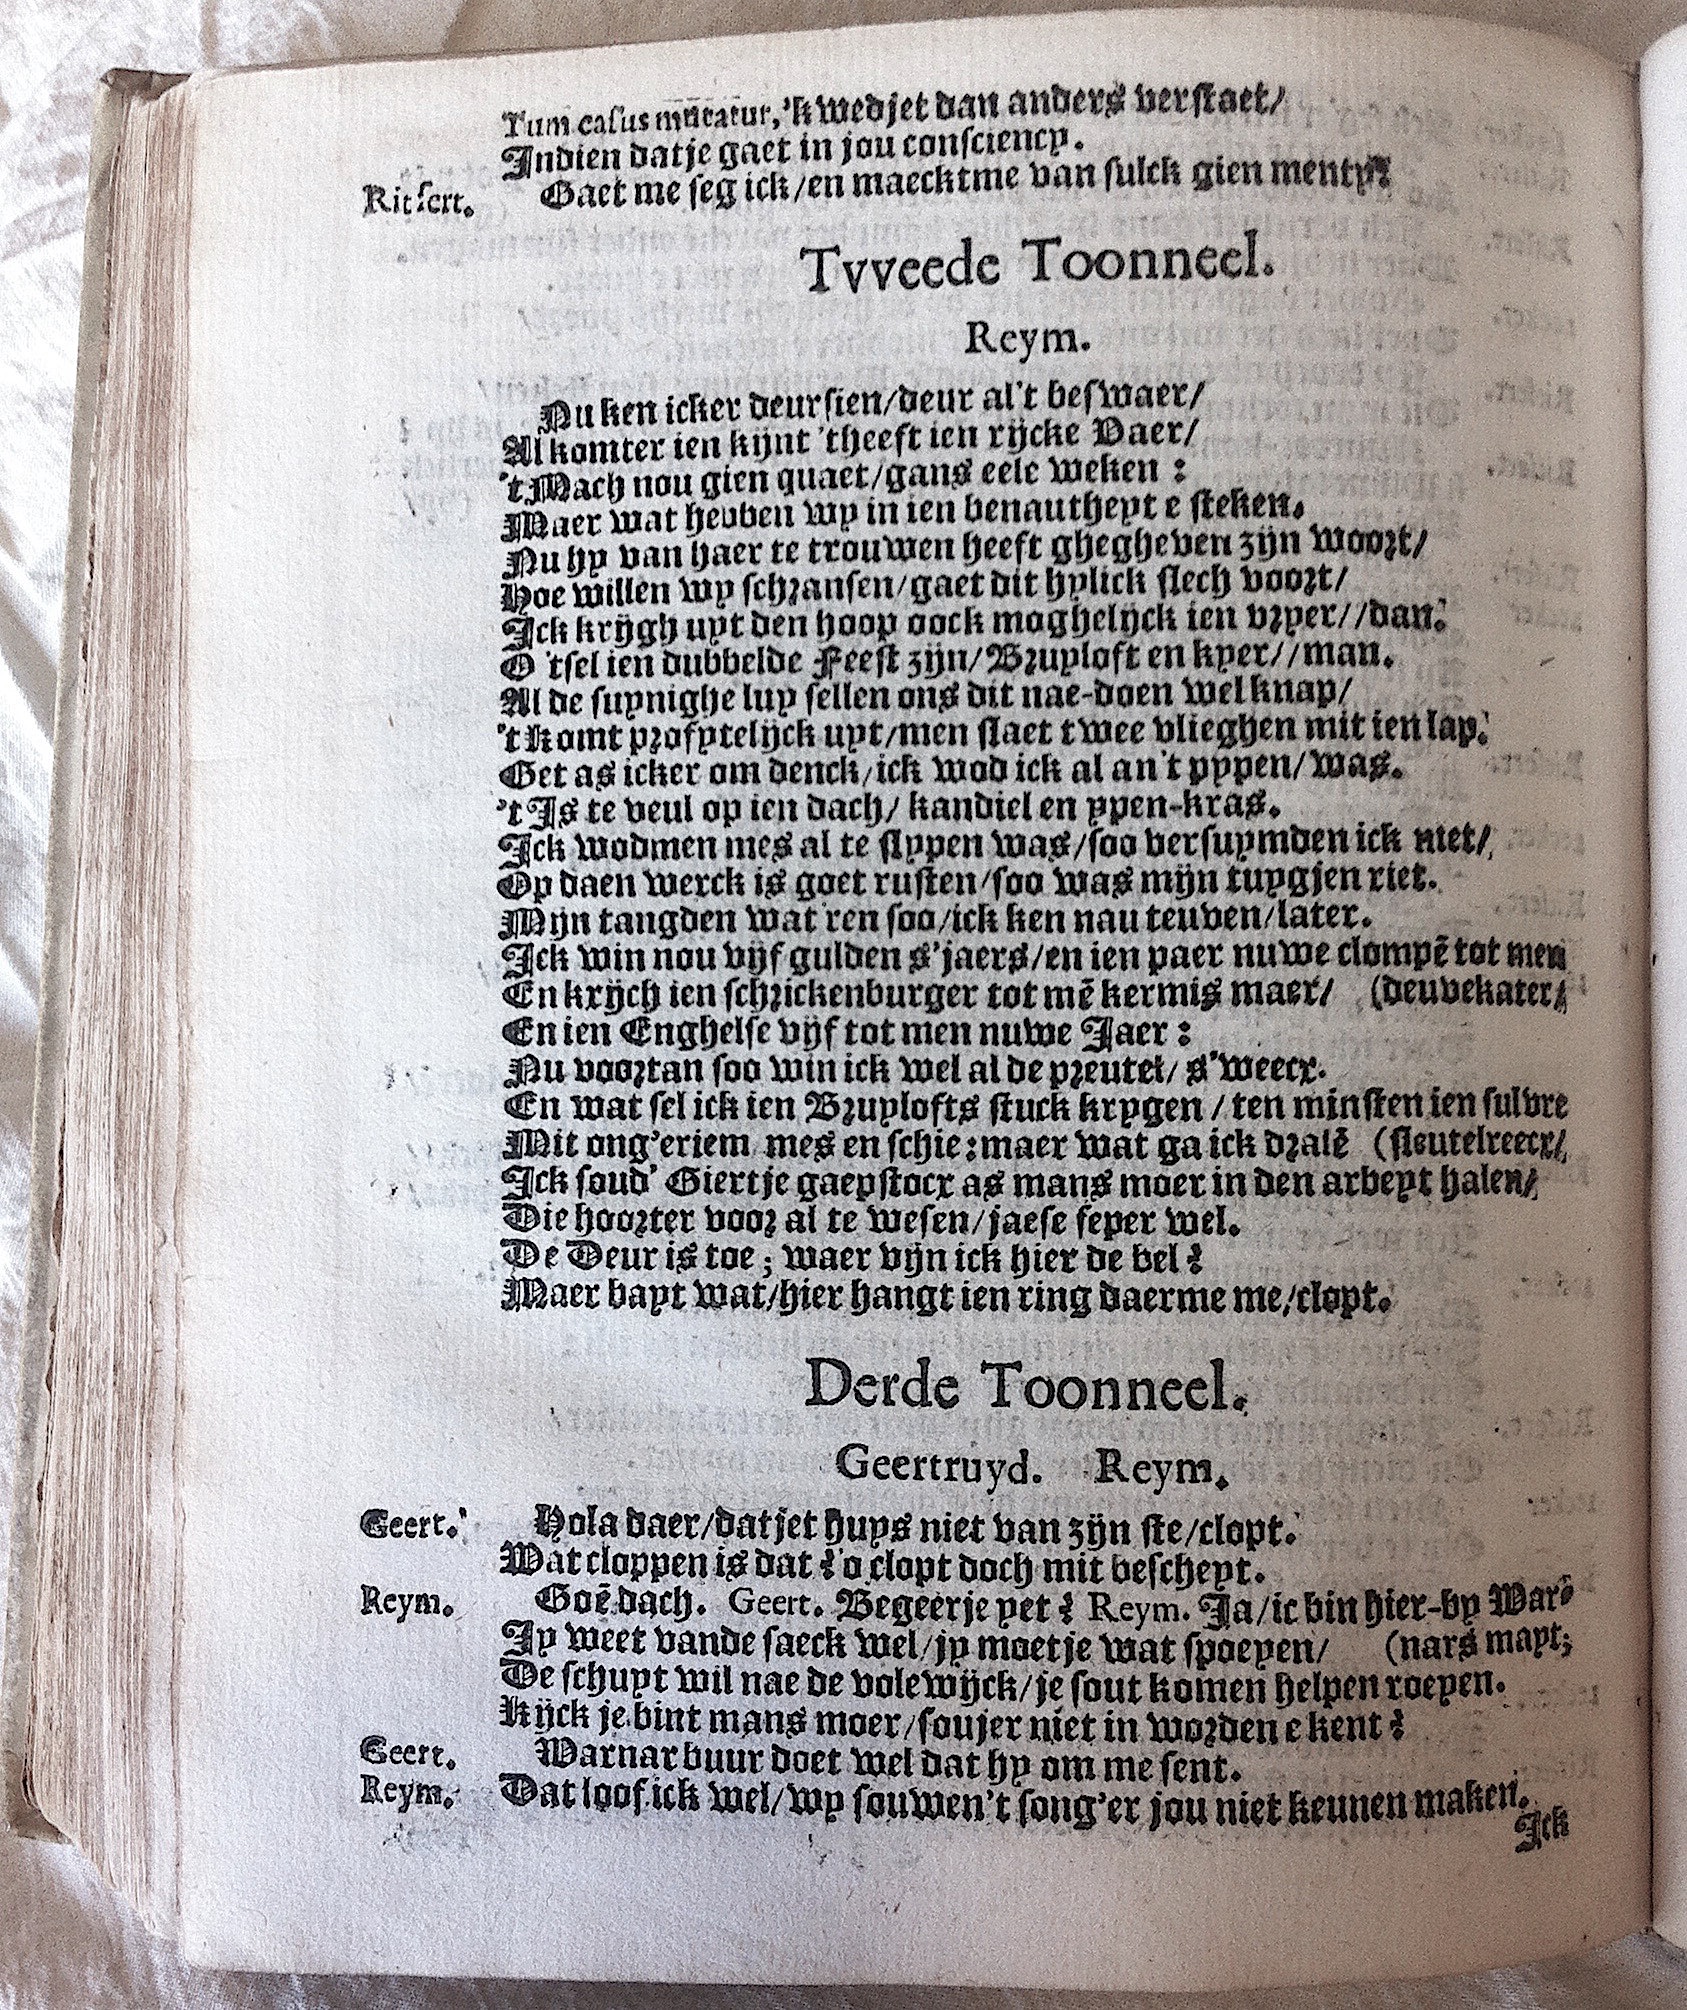 Tum casus mutatur, 'k wedjet dan anders verstaet/
Indien datje gaet in jou consciency.
Ritsert. Gaet me seg ick/en maecktme van sulck gien menty?
Tvveede Toonneel.
Reym.
Nu ken icker deursien/deur al't beswaer/
Al komter ien kijnt 'theeft ien rijcke Vaer/
't Mach nou gien quaet/gans eele weken:
Maer wat hebben wy in ien benautheyt e steken.
Nu hy van haer te trouwen heeft ghegheven zijn woort/
Hoe willen wy schransen/gaet dit hylick slech voort/
Ick krijgh uyt den hoop oock moghelijck ien vryer//dan.
O 'tsel ien dubbelde Feest zijn/Bruyloft en kyer//man.
Al de suynighe luy sellen ons dit nae-doen wel knap/
't komt profytelijck uyt/men slaet twee vlieghen mit ien lap.
Get as icker om denck/ick wod ick al an't pypen/was.
't Is te veul op ien dach/ kandiel en ypen-kras.
Ick wodmen mes al te slypen was/soo versuymden ick niet/
Op daen werck is goet rusten/soo was mijn tuygjen riet.
Mijn tangden wat'ren soo/ick ken nau teuven/later.
Ick win nou vijf gulden s'jaers/en ien paer nuwe clompē tot men
En krijch ien schrickenburger tot mē kermis maer/ (deuvekater/
En ien Enghelse vijf tot men nuwe Jaer:
Nu voortan soo win ick wel al de preutel/ s'weecx.
En wat sel ick ien Bruylofts stuck krygen/ten minsten ien sulvre
Mit ong'eriem mes en schie: maer wat ga ick dralē (sleutelreecx/
Ick soud' Giertje gaepstocx as mans moer in den arbeyt halen/
Die hoorter voor al te wesen/jaese seper wel.
De Deur is toe; waer vijn ick hier de bel?
Maer bayt wat/hier hangt ien ring daerme me/clopt.
Derde Toonneel.
Geertruyd. Reym.
Geert. Hola daer/datjet huys niet van zijn ste/clopt.
Wat cloppen is dat? o clopt doch mit bescheyt.
Reym. Goē dach. Geert. Begeerje yet? Reym. Ja/ic bin hier-by War-
Jy weet vande saeck wel/jy moetje wat spoeyen/ (nars mayt;
De schuyt wil nae de volewijck/je sout komen helpen roeyen.
Kijck je bint mans moer/soujer niet in worden e kent?
Geert. Warnar buur doet wel dat hy om me sent.
Reym. Dat loof ick wel/wy souwen't song'er jou niet keunen maken.
Ick